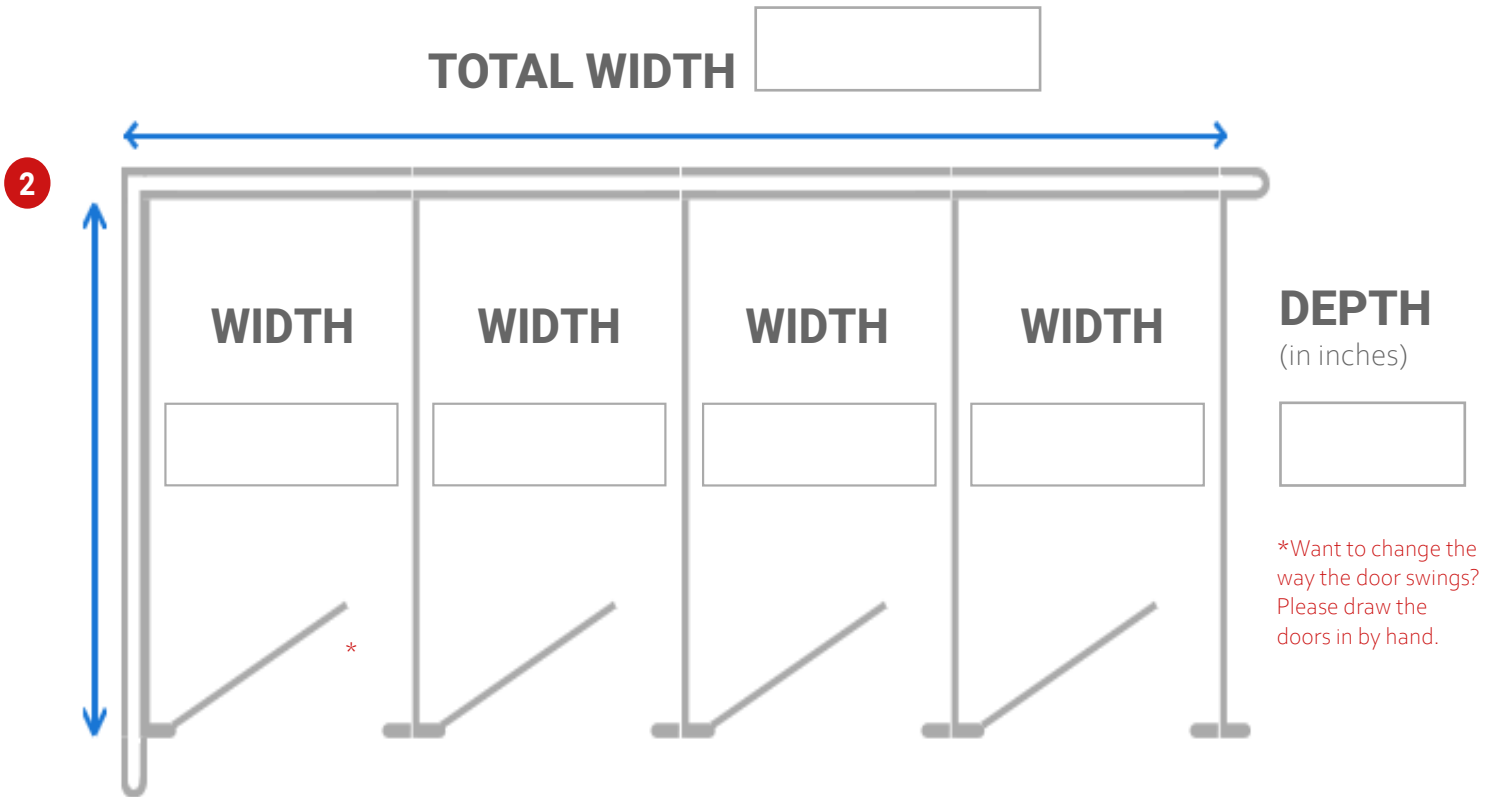 TOTAL WIDTH
2
WIDTH
WIDTH
WIDTH
WIDTH
DEPTH
(in inches)
*Want to change the
way the door swings?
Please draw the
doors in by hand.
*